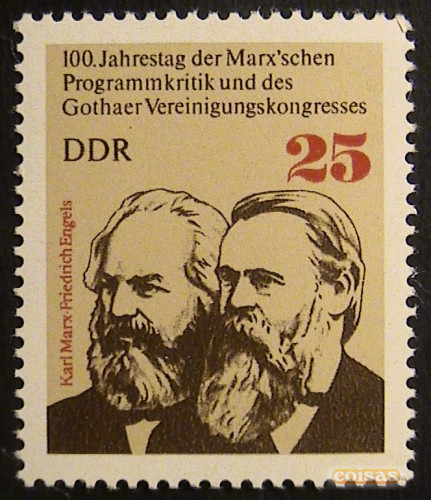 100. Jahrestag der Marx'schen
Programmkritik und des
Gothaer Vereinigungskongresses
DDR
25
Karl Marx·Friedrich Engels
coisas